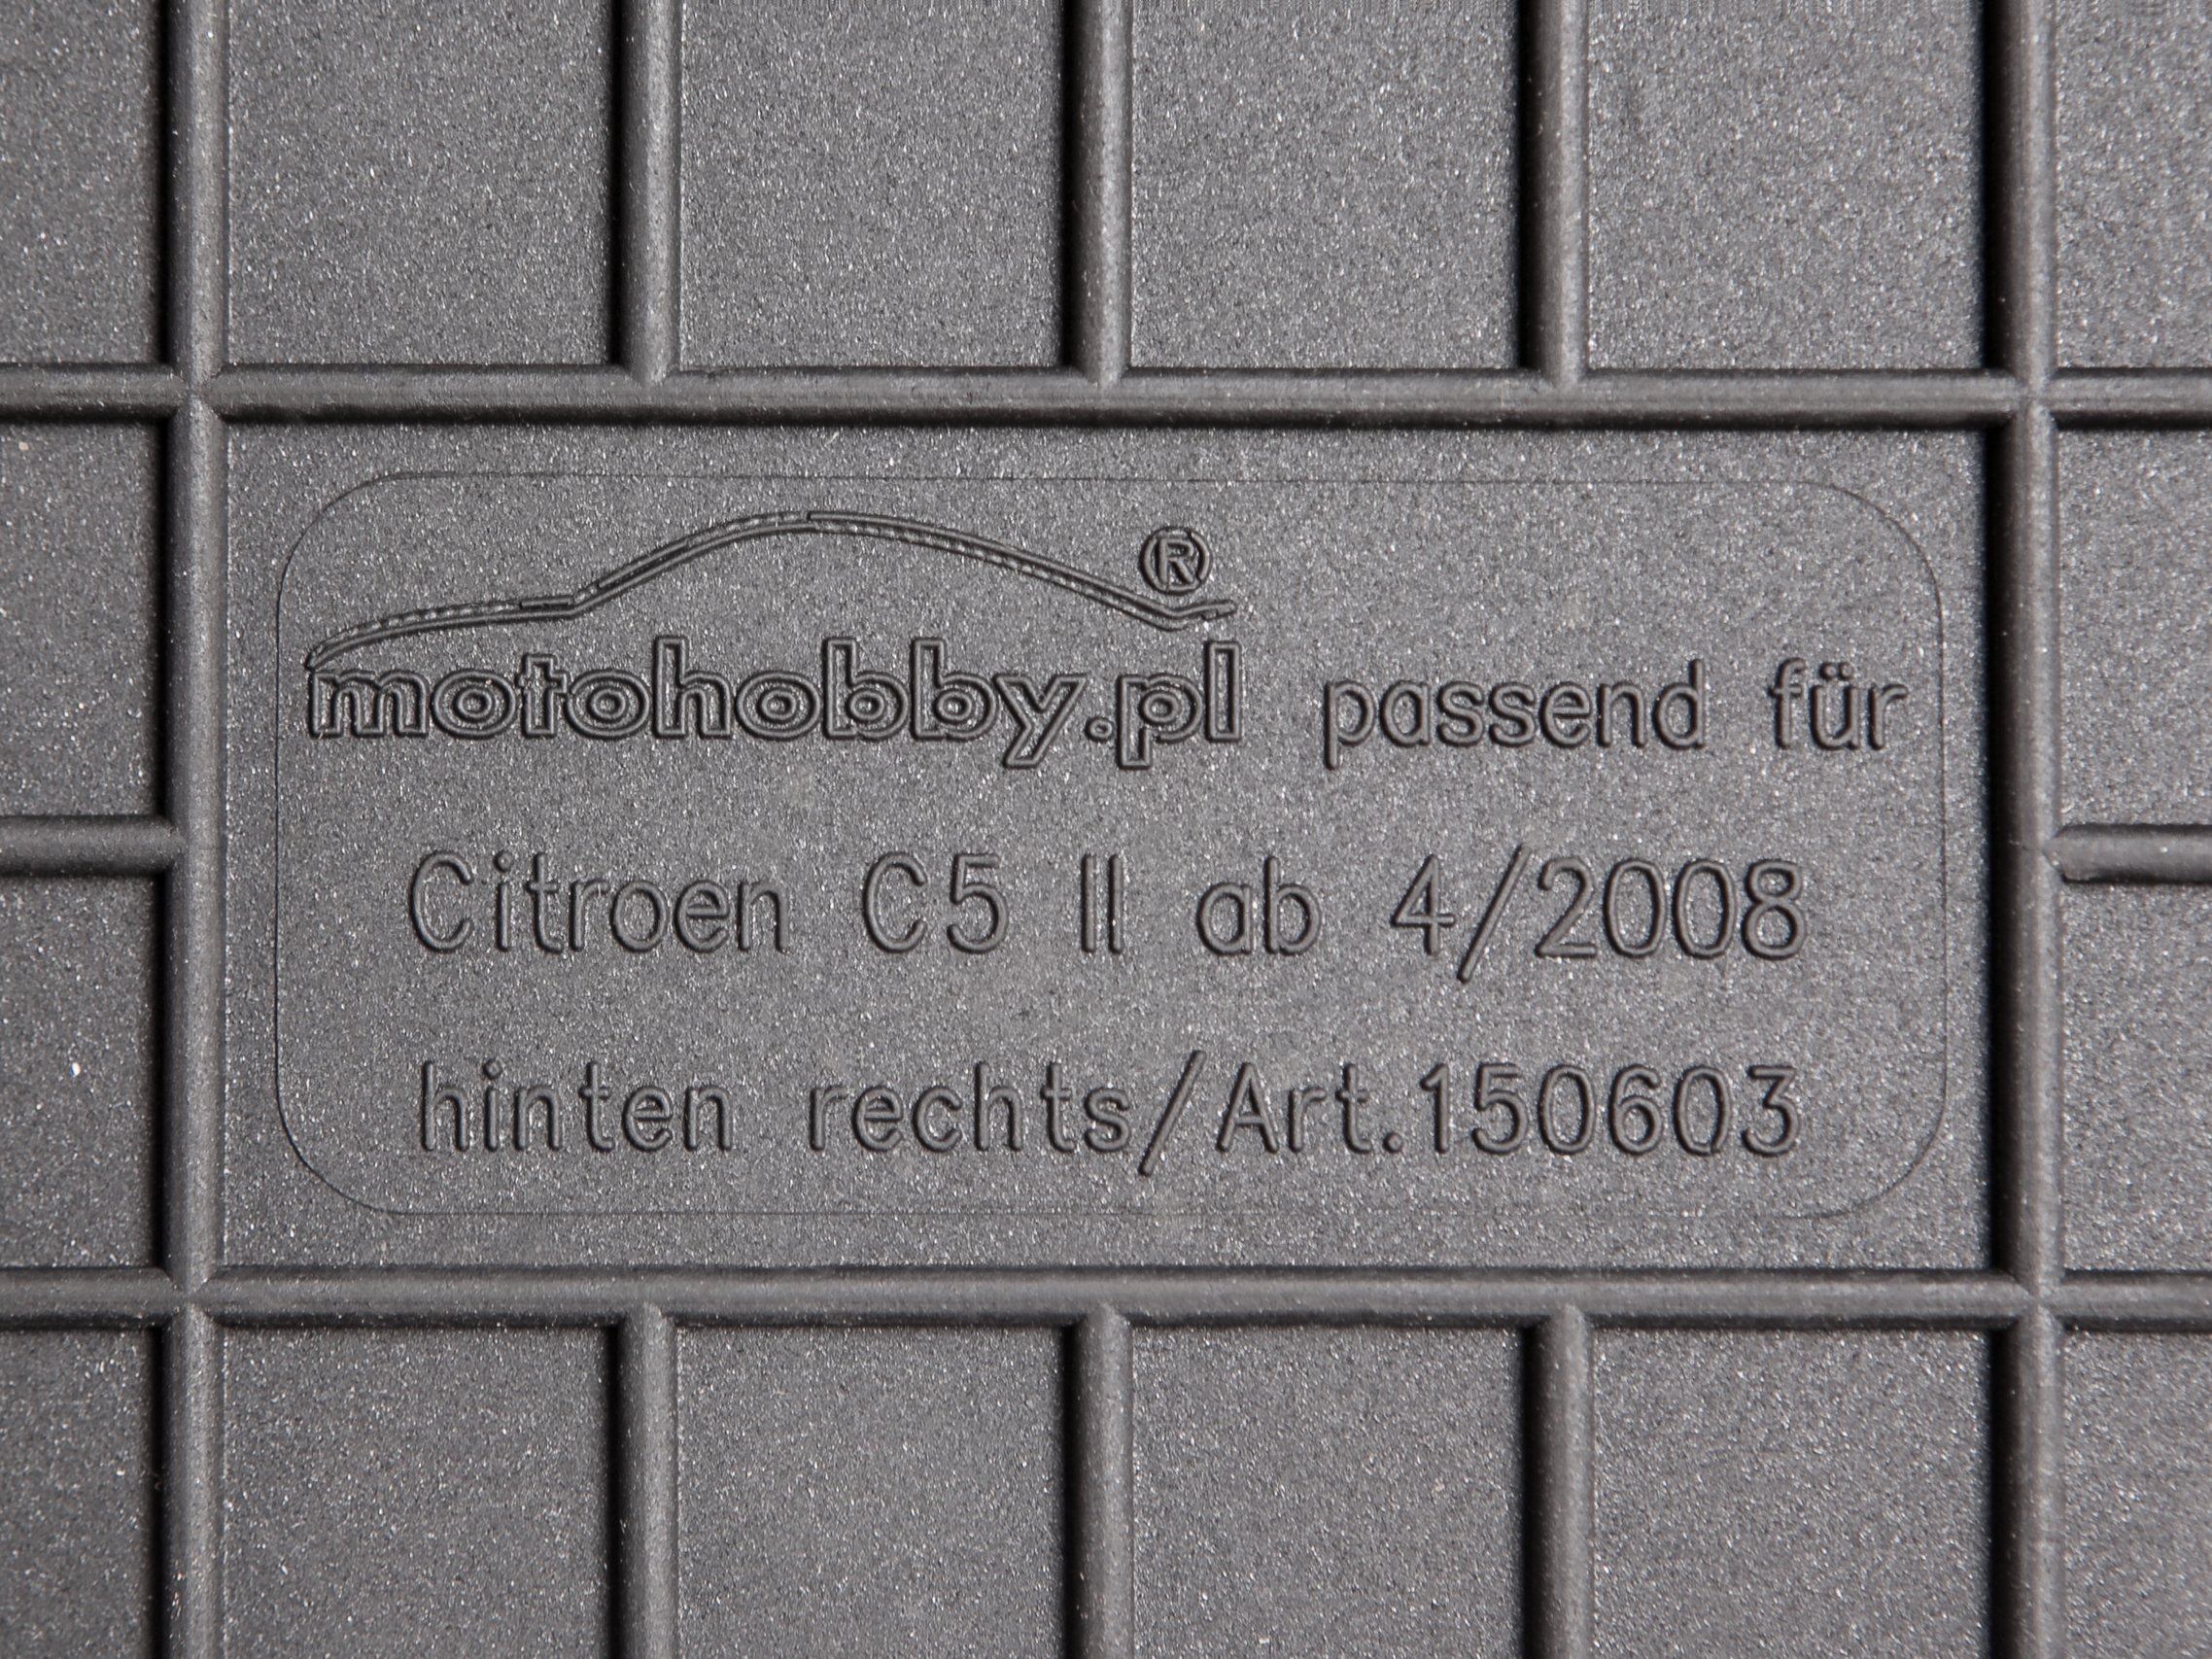 motohobby.pl® passend für
Citroen C5 II ab 4/2008
hinten rechts/Art.150603